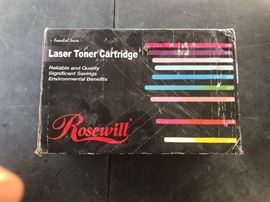 Essential Series
Laser Toner Cartridge
Reliable and Quality
Significant Savings
Environmental Benefits
Rosewill